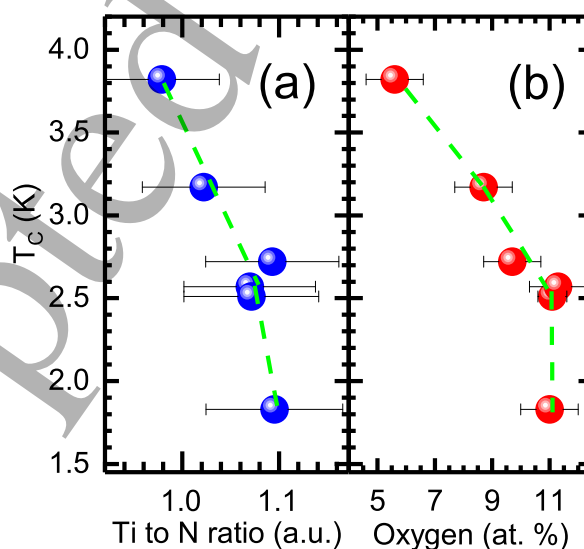 pted
(a)
(b)
T_C (K)
4.0
3.5
3.0
2.5
2.0
1.5
1.0
1.1
5
7
9
11
Ti to N ratio (a.u.)
Oxygen (at. %)